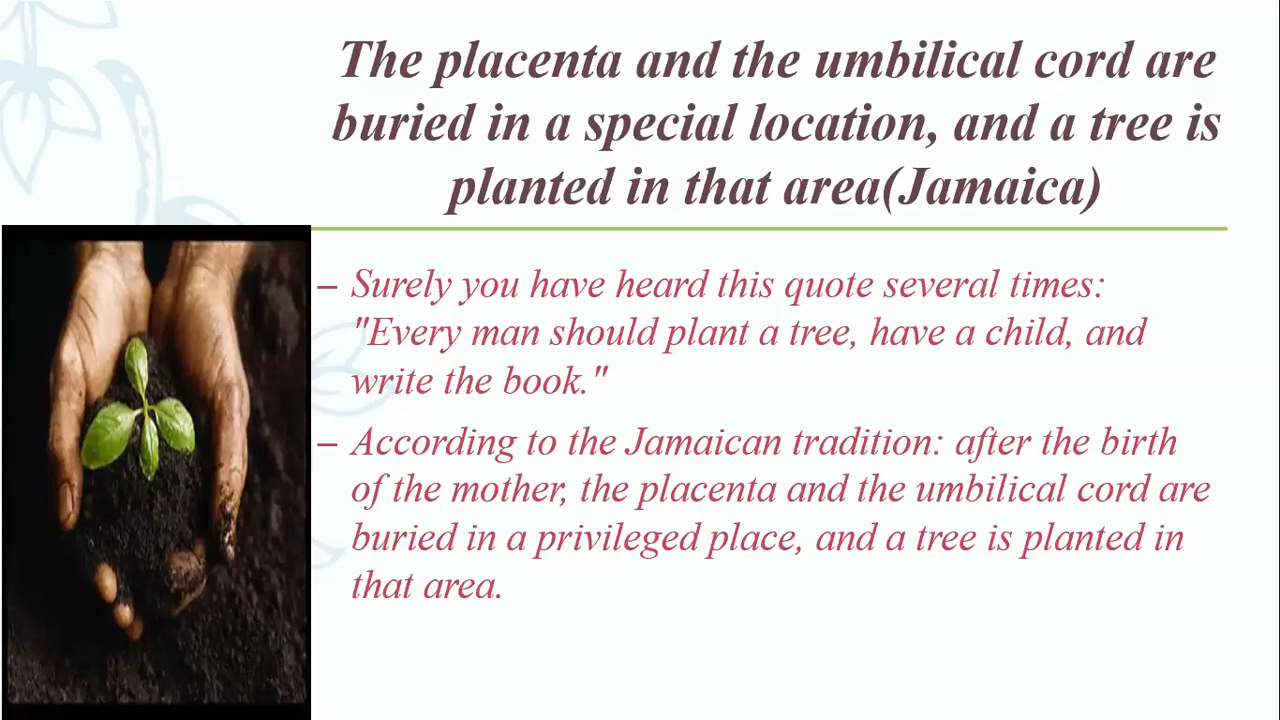 The placenta and the umbilical cord are
buried in a special location, and a tree is
planted in that area(Jamaica)
– Surely you have heard this quote several times:
"Every man should plant a tree, have a child, and
write the book."
– According to the Jamaican tradition: after the birth
of the mother, the placenta and the umbilical cord are
buried in a privileged place, and a tree is planted in
that area.